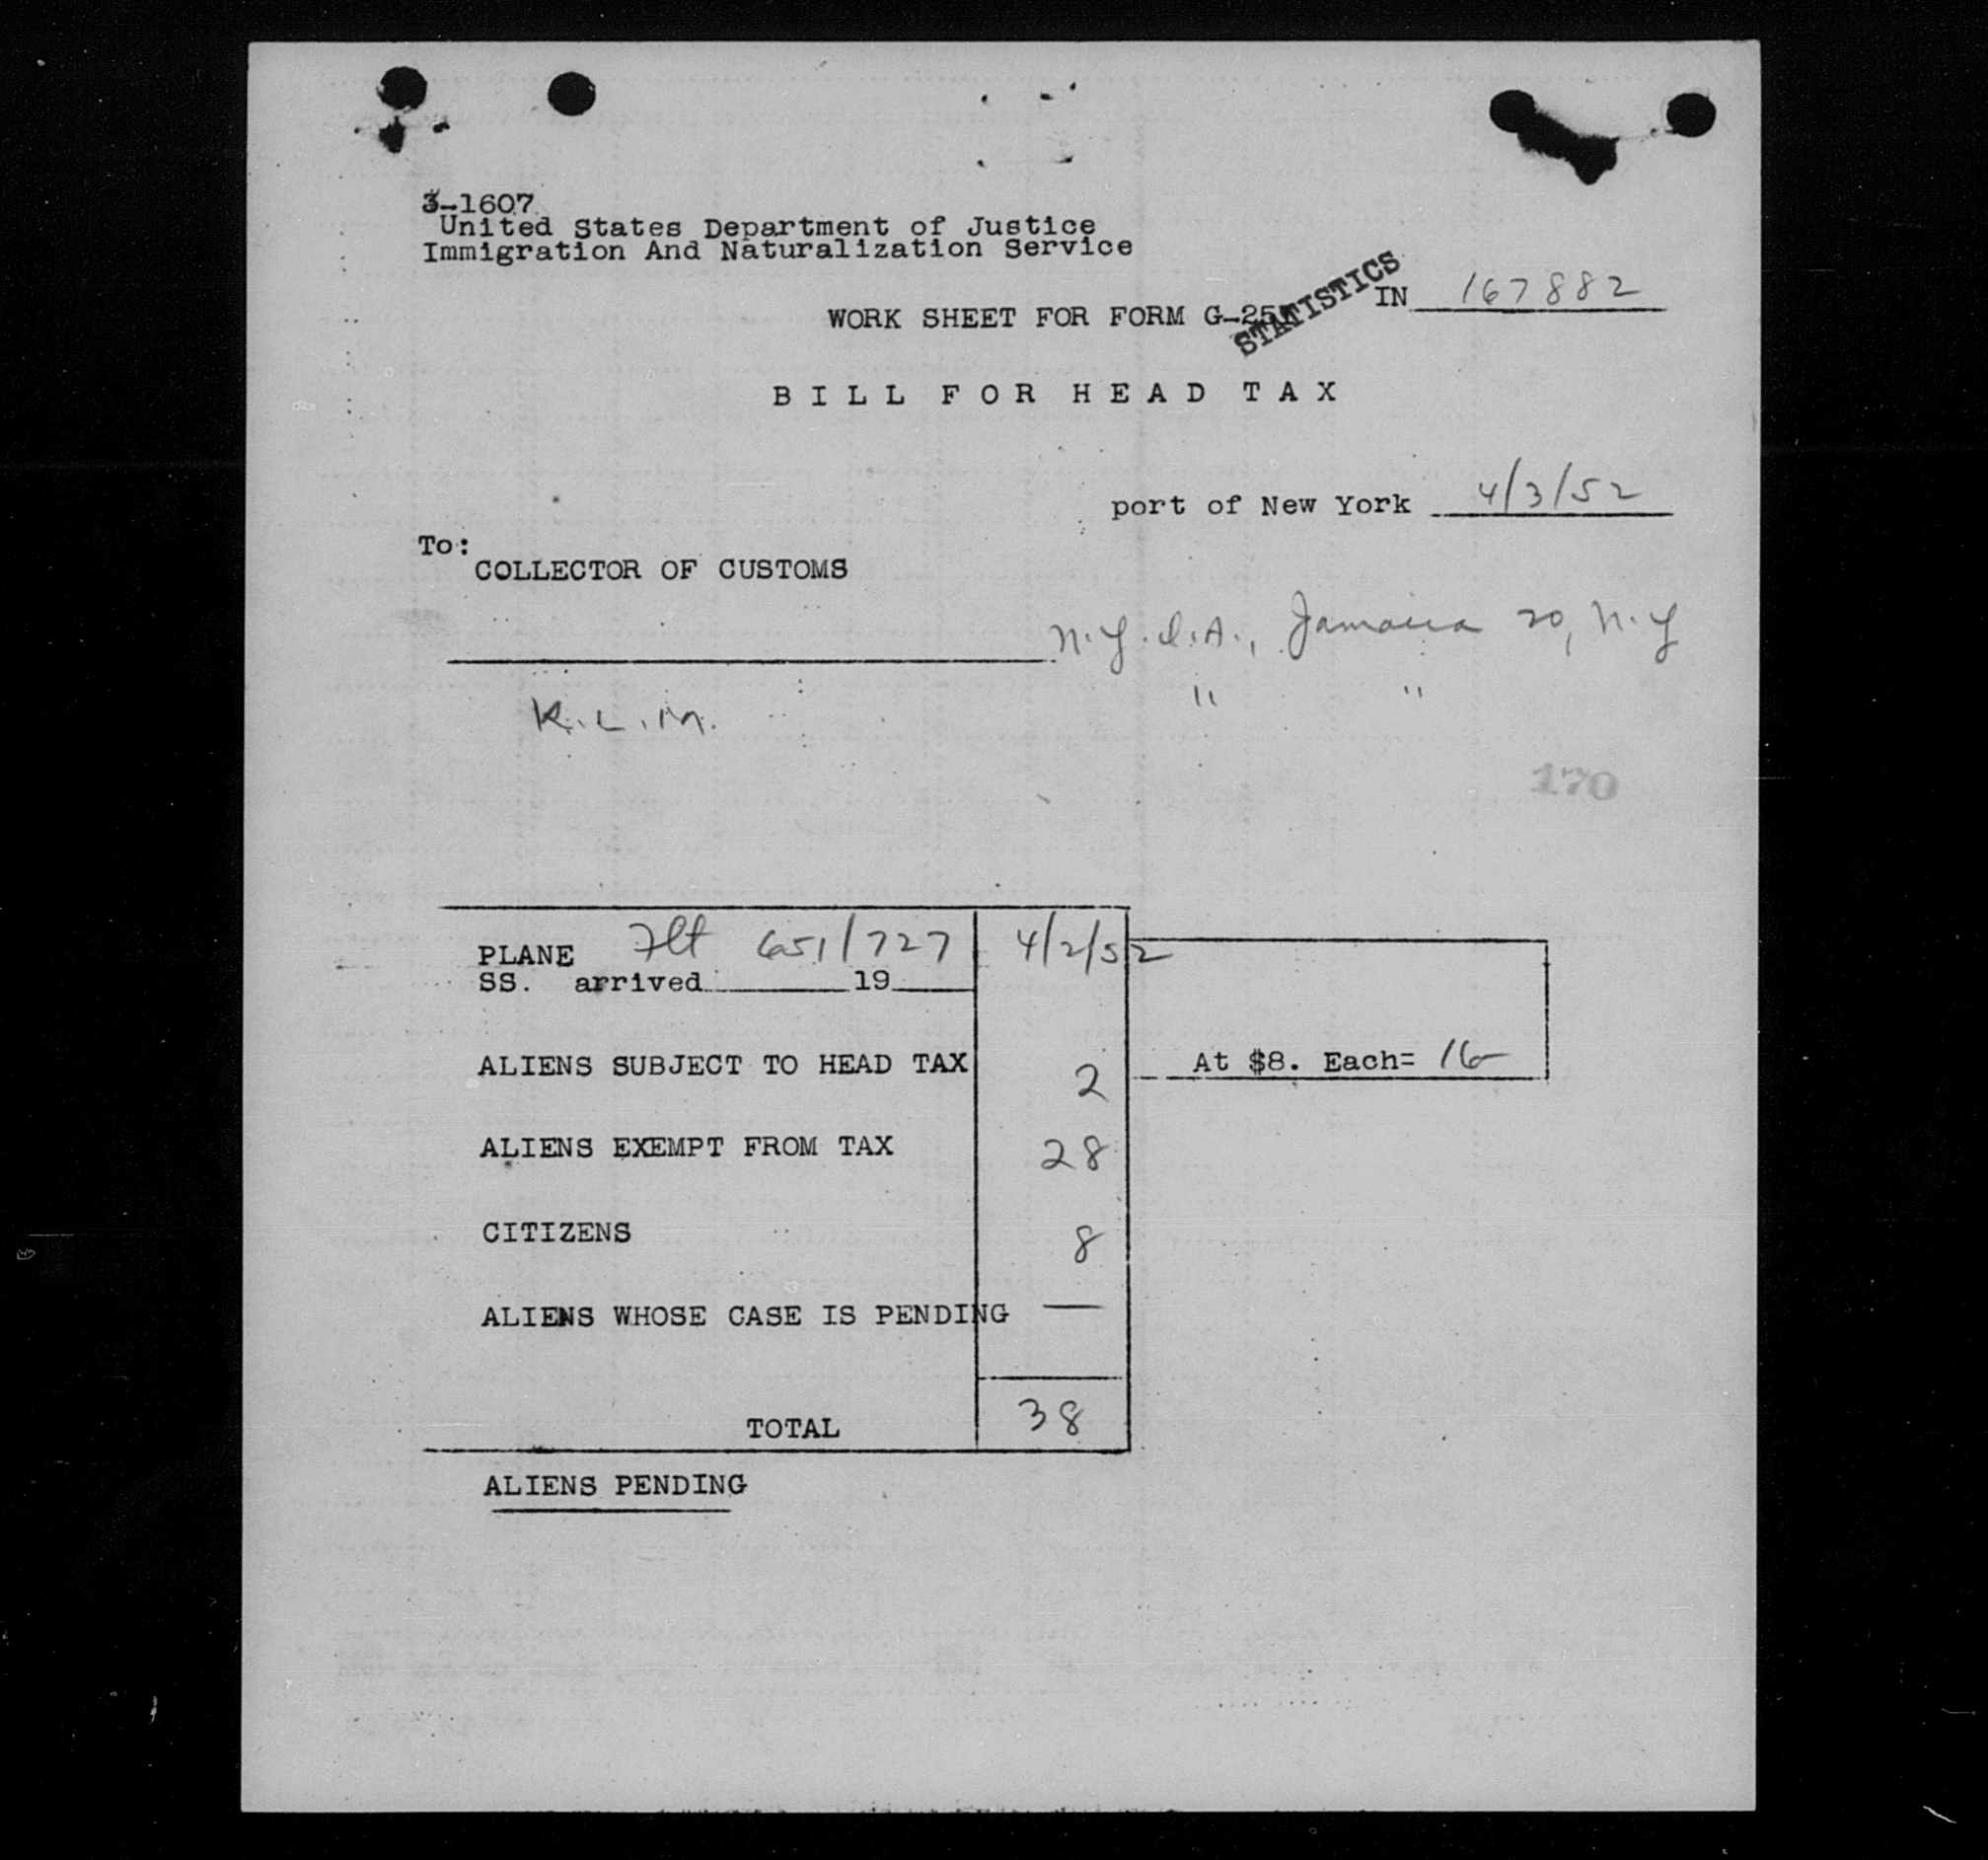 3-1607
United States Department of Justice
Immigration And Naturalization Service
STATISTICS
WORK SHEET FOR FORM G-25 IN 167882
BILL FOR HEAD TAX
port of New York 4/3/52
To:
COLLECTOR OF CUSTOMS
N.Y.I.A., Jamaica 20, N.Y
K.L.M. " "
170
PLANE Flt 651/727 4/2/52
SS. arrived 19
ALIENS SUBJECT TO HEAD TAX 2 At $8. Each= 16-
ALIENS EXEMPT FROM TAX 28
CITIZENS 8
ALIENS WHOSE CASE IS PENDING —
TOTAL 38
ALIENS PENDING